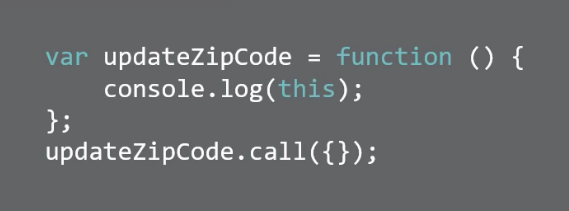 var updateZipCode = function () {
    console.log(this);
};
updateZipCode.call({});